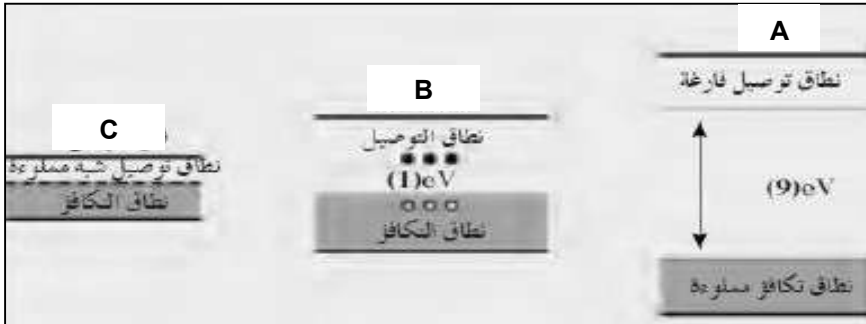 A
نطاق توصيل فارغة
(9)eV
نطاق تكافؤ مملوءة
B
نطاق التوصيل
(1)eV
نطاق التكافؤ
C
نطاق توصيل شبه مملوءة
نطاق التكافؤ